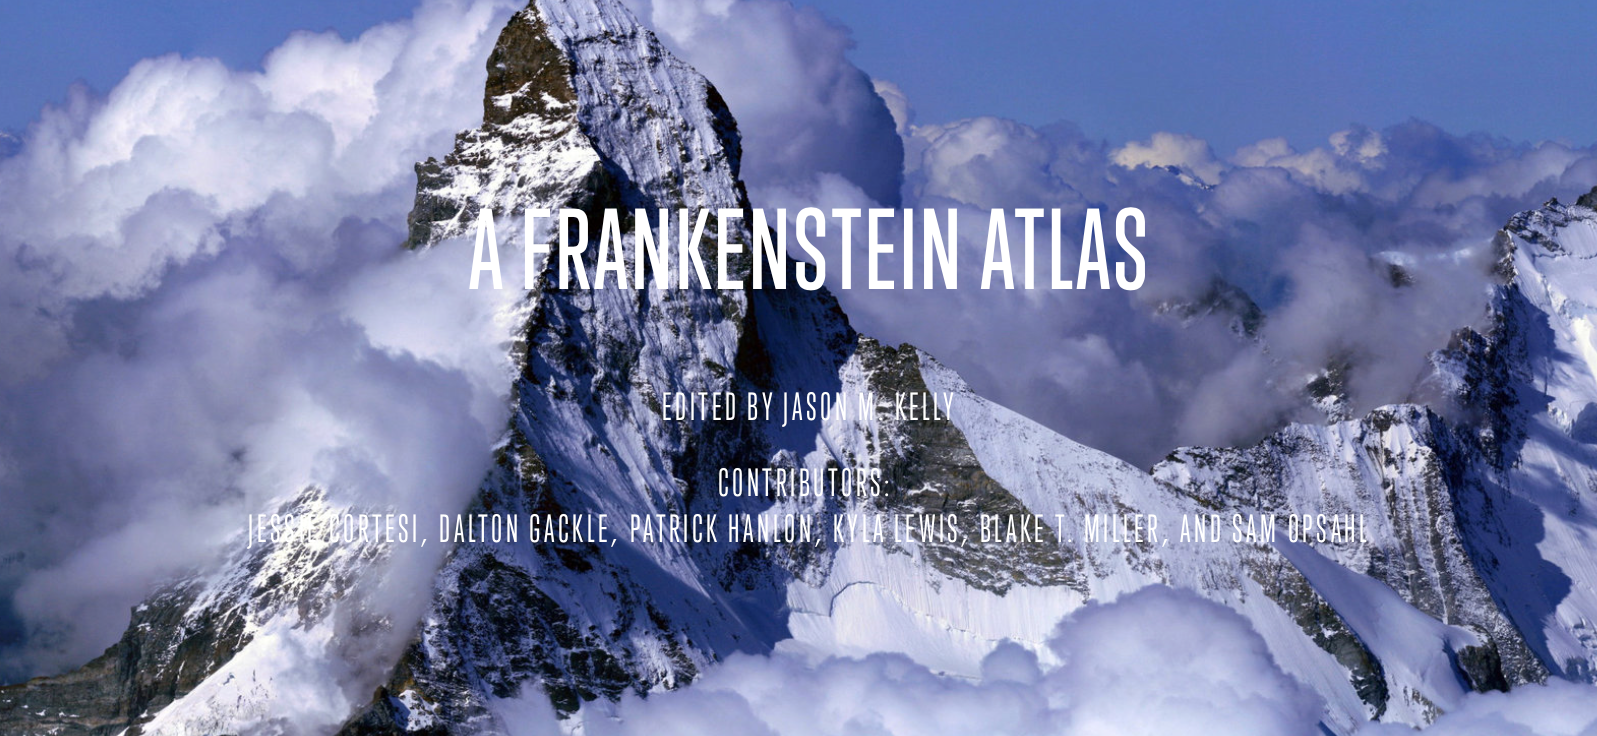 A FRANKENSTEIN ATLAS
EDITED BY JASON M. KELLY
CONTRIBUTORS:
JESSIE CORTESI, DALTON GACKLE, PATRICK HANLON, KYLA LEWIS, BLAKE T. MILLER, AND SAM OPSAHL